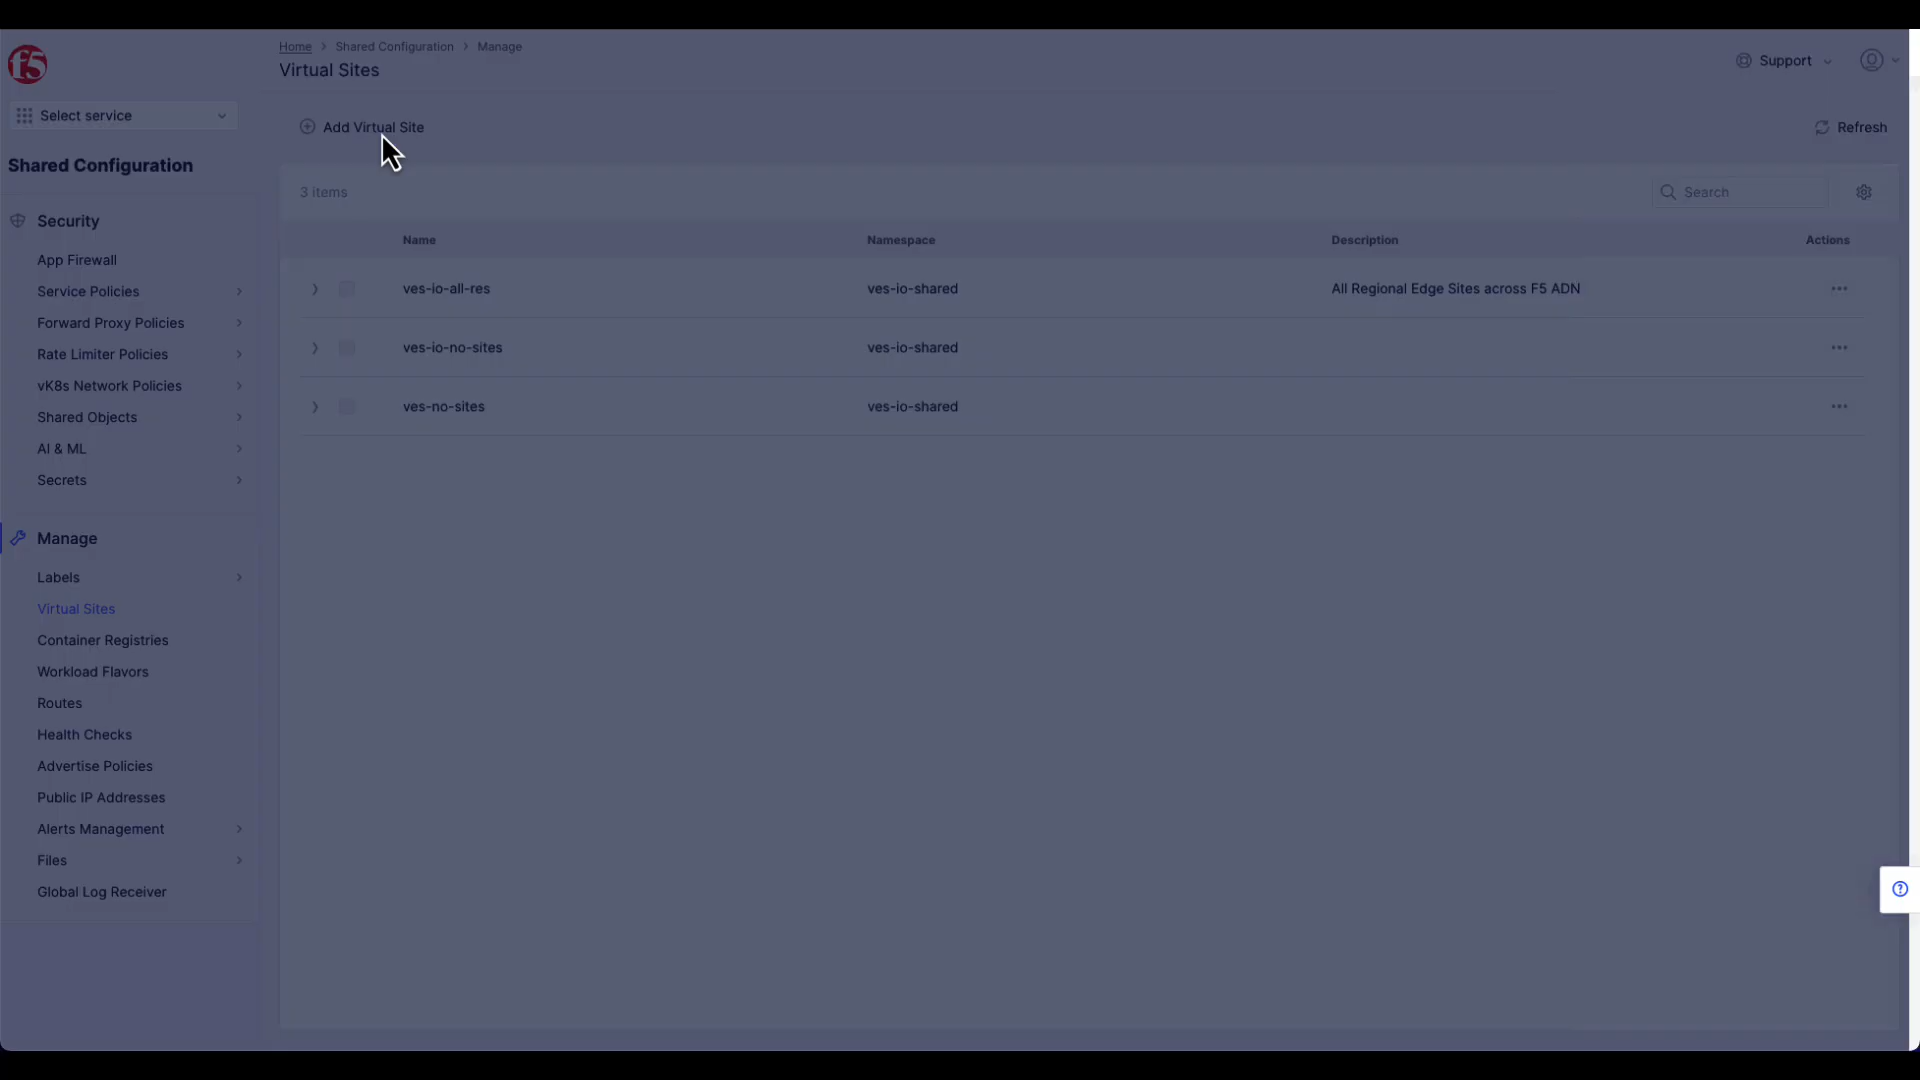 f5
Home > Shared Configuration > Manage
Virtual Sites
Support
Select service
Add Virtual Site
Refresh
Shared Configuration
3 items
Search
Security
App Firewall
Service Policies
Forward Proxy Policies
Rate Limiter Policies
vK8s Network Policies
Shared Objects
AI & ML
Secrets
Manage
Labels
Virtual Sites
Container Registries
Workload Flavors
Routes
Health Checks
Advertise Policies
Public IP Addresses
Alerts Management
Files
Global Log Receiver
Name Namespace Description Actions
ves-io-all-res ves-io-shared All Regional Edge Sites across F5 ADN
ves-io-no-sites ves-io-shared
ves-no-sites ves-io-shared